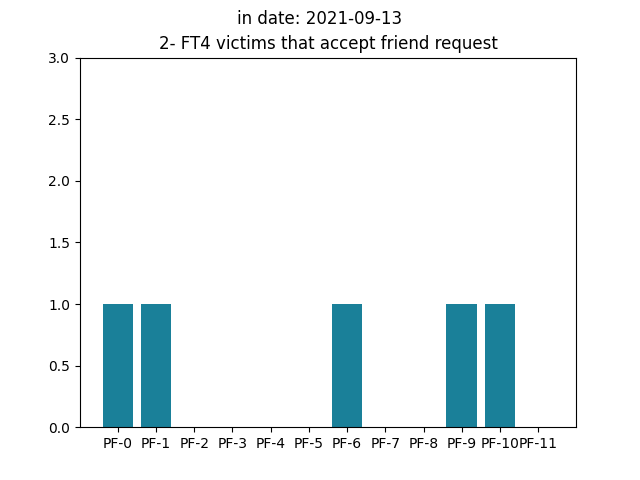 in date: 2021-09-13
2- FT4 victims that accept friend request
3.0
2.5
2.0
1.5
1.0
0.5
0.0
PF-0 PF-1 PF-2 PF-3 PF-4 PF-5 PF-6 PF-7 PF-8 PF-9 PF-10 PF-11